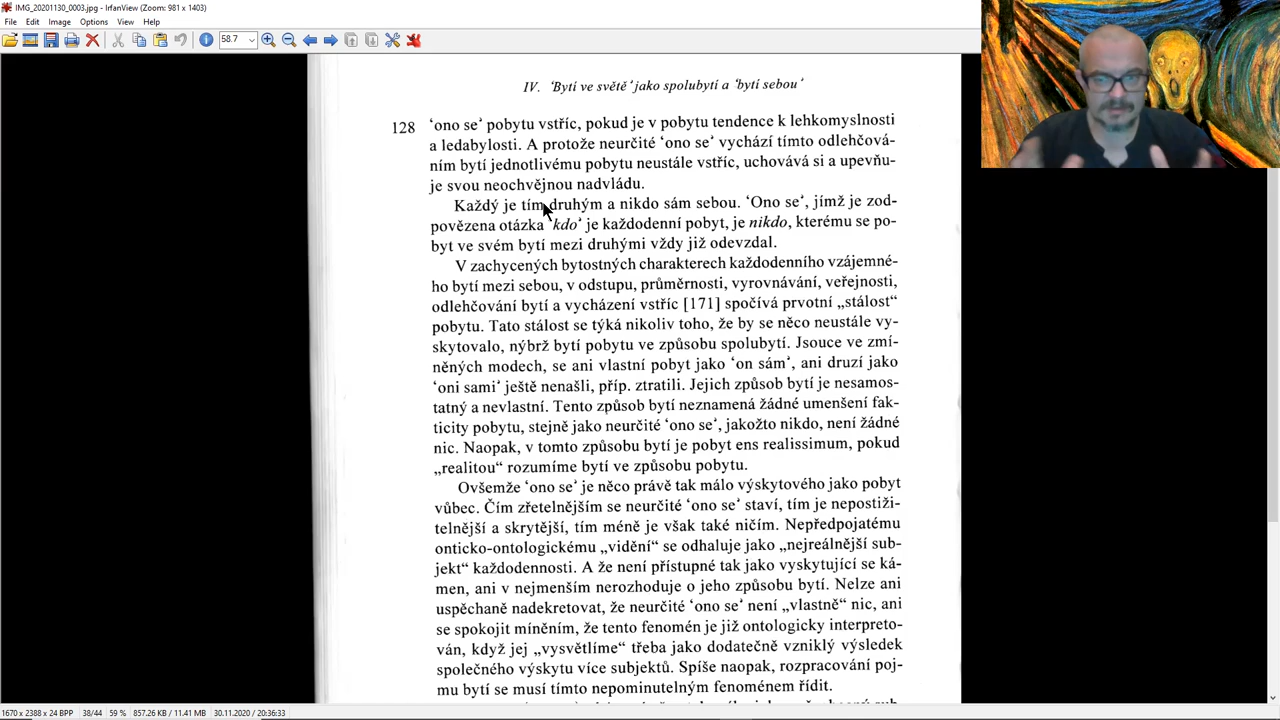 IMG_20201130_0003.jpg - IrfanView (Zoom: 981 x 1403)
File Edit Image Options View Help
58.7
IV. ‘Bytí ve světě’ jako spolubytí a ‘bytí sebou’
128 ‘ono se’ pobytu vstříc, pokud je v pobytu tendence k lehkomyslnosti
a ledabylosti. A protože neurčité ‘ono se’ vychází tímto odlehčová-
ním bytí jednotlivému pobytu neustále vstříc, uchovává si a upevňu-
je svou neochvějnou nadvládu.
Každý je tím druhým a nikdo sám sebou. ‘Ono se’, jímž je zod-
povězena otázka ‘kdo’ je každodenní pobyt, je nikdo, kterému se po-
byt ve svém bytí mezi druhými vždy již odevzdal.
V zachycených bytostných charakterech každodenního vzájemné-
ho bytí mezi sebou, v odstupu, průměrnosti, vyrovnávání, veřejnosti,
odlehčování bytí a vycházení vstříc [171] spočívá prvotní „stálost“
pobytu. Tato stálost se týká nikoliv toho, že by se něco neustále vy-
skytovalo, nýbrž bytí pobytu ve způsobu spolubytí. Jsouce ve zmí-
něných modech, se ani vlastní pobyt jako ‘on sám’, ani druzí jako
‘oni sami’ ještě nenašli, příp. ztratili. Jejich způsob bytí je nesamos-
tatný a nevlastní. Tento způsob bytí neznamená žádné umenšení fak-
ticity pobytu, stejně jako neurčité ‘ono se’, jakožto nikdo, není žádné
nic. Naopak, v tomto způsobu bytí je pobyt ens realissimum, pokud
„realitou“ rozumíme bytí ve způsobu pobytu.
Ovšemže ‘ono se’ je něco právě tak málo výskytového jako pobyt
vůbec. Čím zřetelnějším se neurčité ‘ono se’ staví, tím je nepostiži-
telnější a skrytější, tím méně je však také ničím. Nepředpojatému
onticko-ontologickému „vidění“ se odhaluje jako „nejreálnější sub-
jekt“ každodennosti. A že není přístupné tak jako vyskytující se ká-
men, ani v nejmenším nerozhoduje o jeho způsobu bytí. Nelze ani
uspěchaně nadekretovat, že neurčité ‘ono se’ není „vlastně“ nic, ani
se spokojit míněním, že tento fenomén je již ontologicky interpreto-
ván, když jej „vysvětlíme“ třeba jako dodatečně vzniklý výsledek
společného výskytu více subjektů. Spíše naopak, rozpracování poj-
mu bytí se musí tímto nepominutelným fenoménem řídit.
1670 x 2388 x 24 BPP 38/44 59 % 857.26 KB / 11.41 MB 30.11.2020 / 20:36:33